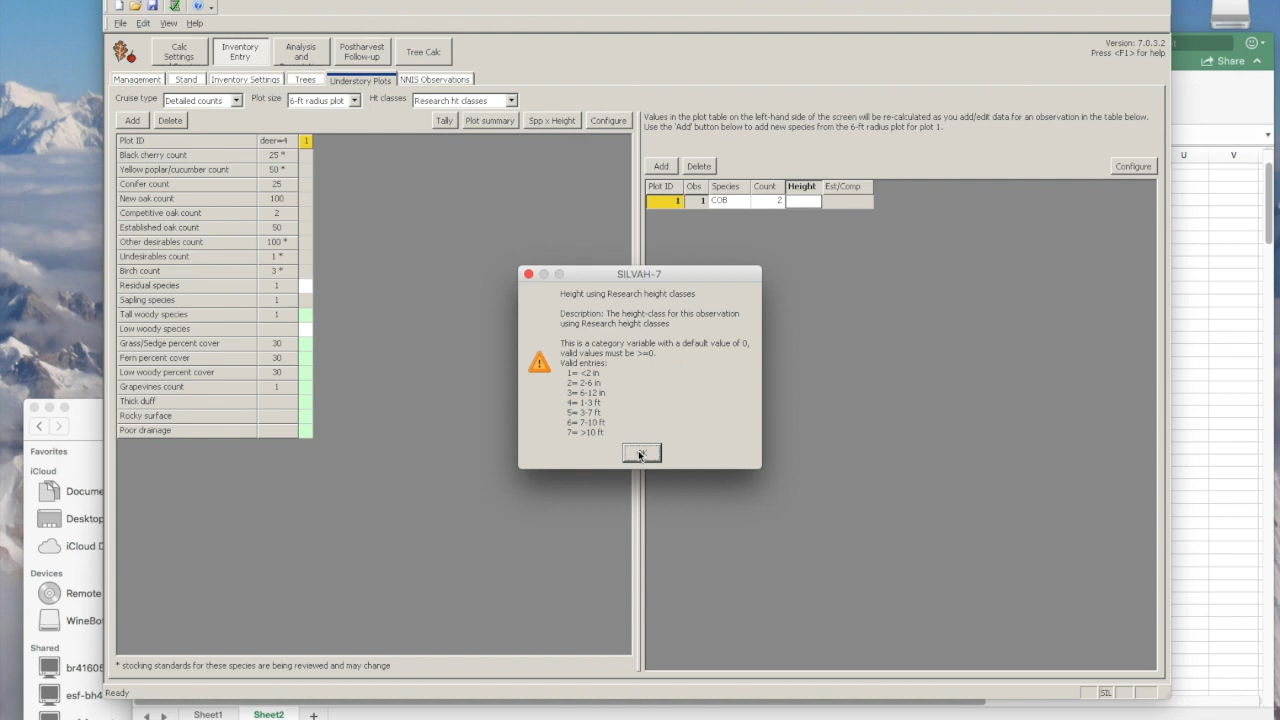 File Edit View Help
Calc Settings
Inventory Entry
Analysis and
Postharvest Follow-up
Tree Calc
Version: 7.0.3.2
Press <F1> for help
Share
Management Stand Inventory Settings Trees Understory Plots NNIS Observations
Cruise type Detailed counts Plot size 6-ft radius plot Ht classes Research ht classes
Add Delete Tally Plot summary Spp x Height Configure
Values in the plot table on the left-hand side of the screen will be re-calculated as you add/edit data for an observation in the table below.
Use the 'Add' button below to add new species from the 6-ft radius plot for plot 1.
Add Delete Configure
Plot ID deer=4 1
Black cherry count 25 *
Yellow poplar/cucumber count 50 *
Conifer count 25
New oak count 100
Competitive oak count 2
Established oak count 50
Other desirables count 100 *
Undesirables count 1 *
Birch count 3 *
Residual species 1
Sapling species 1
Tall woody species 1
Low woody species
Grass/Sedge percent cover 30
Fern percent cover 30
Low woody percent cover 30
Grapevines count 1
Thick duff
Rocky surface
Poor drainage
* stocking standards for these species are being reviewed and may change
Plot ID Obs Species Count Height Est/Comp
1 1 COB 2
SILVAH-7
Height using Research height classes
Description: The height-class for this observation
using Research height classes
This is a category variable with a default value of 0,
valid values must be >=0.
Valid entries:
1= <2 in
2= 2-6 in
3= 6-12 in
4= 1-3 ft
5= 3-7 ft
6= 7-10 ft
7= >10 ft
Favorites
iCloud
Docume
Desktop
iCloud D
Devices
Remote
WineBo
Shared
br41605
esf-bh4
Ready
SIL
U V
Sheet1 Sheet2 +